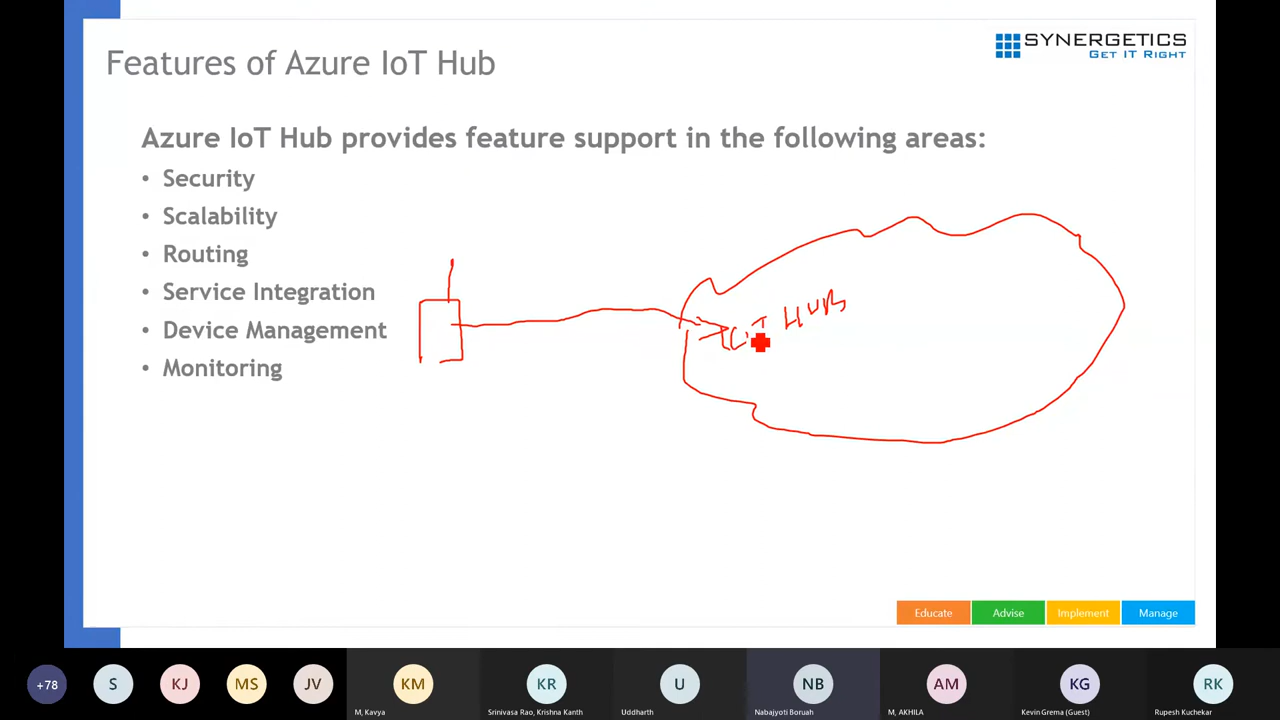 SYNERGETICS
GET IT RIGHT
Features of Azure IoT Hub
Azure IoT Hub provides feature support in the following areas:
• Security
• Scalability
• Routing
• Service Integration
• Device Management
• Monitoring
HUB
Educate Advise Implement Manage
+78 S KJ MS JV KM KR U NB AM KG RK
M, Kavya Srinivasa Rao, Krishna Kanth Uddharth Nabajyoti Boruah M, AKHILA Kevin Grema (Guest) Rupesh Kuchekar